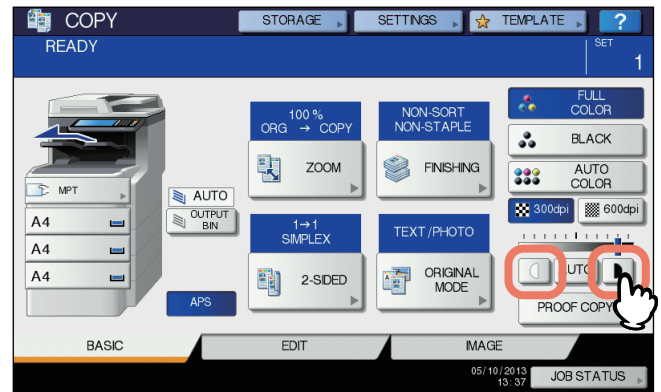 COPY
STORAGE
SETTINGS
TEMPLATE
?
READY
SET
1
100 %
ORG → COPY
ZOOM
NON-SORT
NON-STAPLE
FINISHING
FULL
COLOR
BLACK
AUTO
COLOR
300dpi
600dpi
MPT
A4
A4
A4
AUTO
OUTPUT
BIN
APS
1→1
SIMPLEX
2-SIDED
TEXT/PHOTO
ORIGINAL
MODE
AUTO
PROOF COPY
BASIC
EDIT
IMAGE
05/10/2013
13:37
JOB STATUS